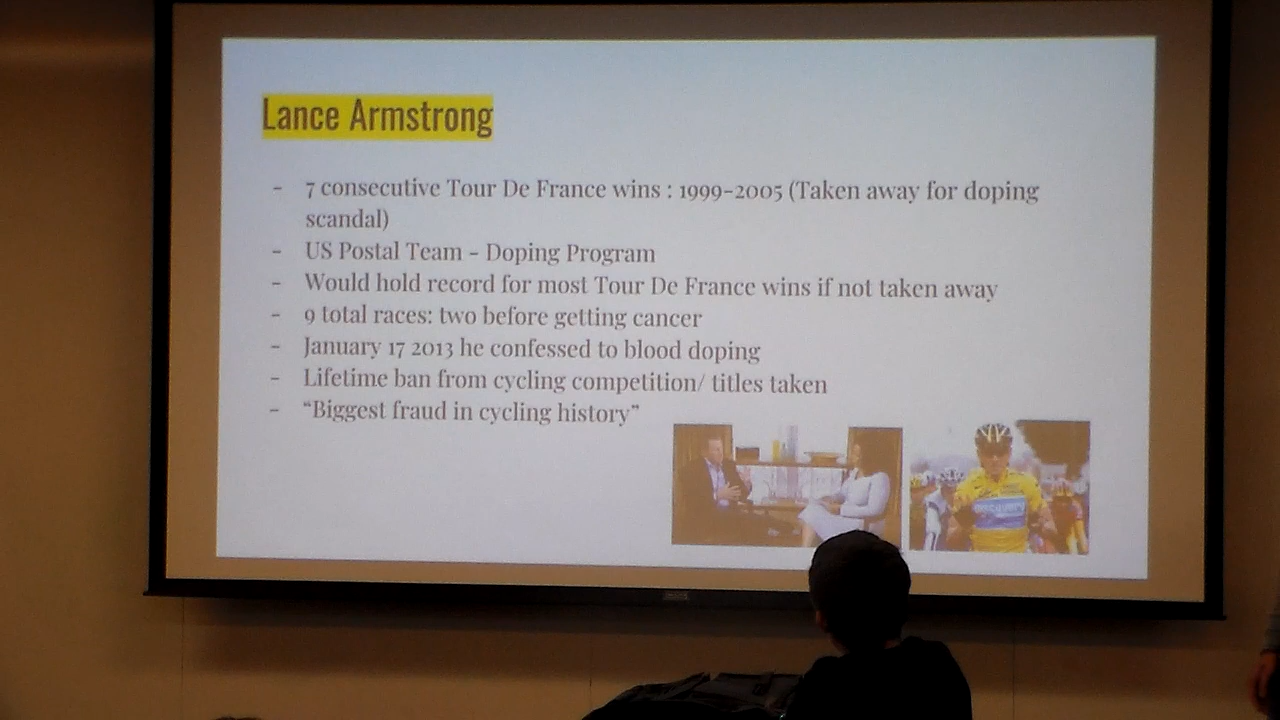 Lance Armstrong
- 7 consecutive Tour De France wins : 1999-2005 (Taken away for doping
scandal)
- US Postal Team - Doping Program
- Would hold record for most Tour De France wins if not taken away
- 9 total races: two before getting cancer
- January 17 2013 he confessed to blood doping
- Lifetime ban from cycling competition/ titles taken
- “Biggest fraud in cycling history”
Discovery